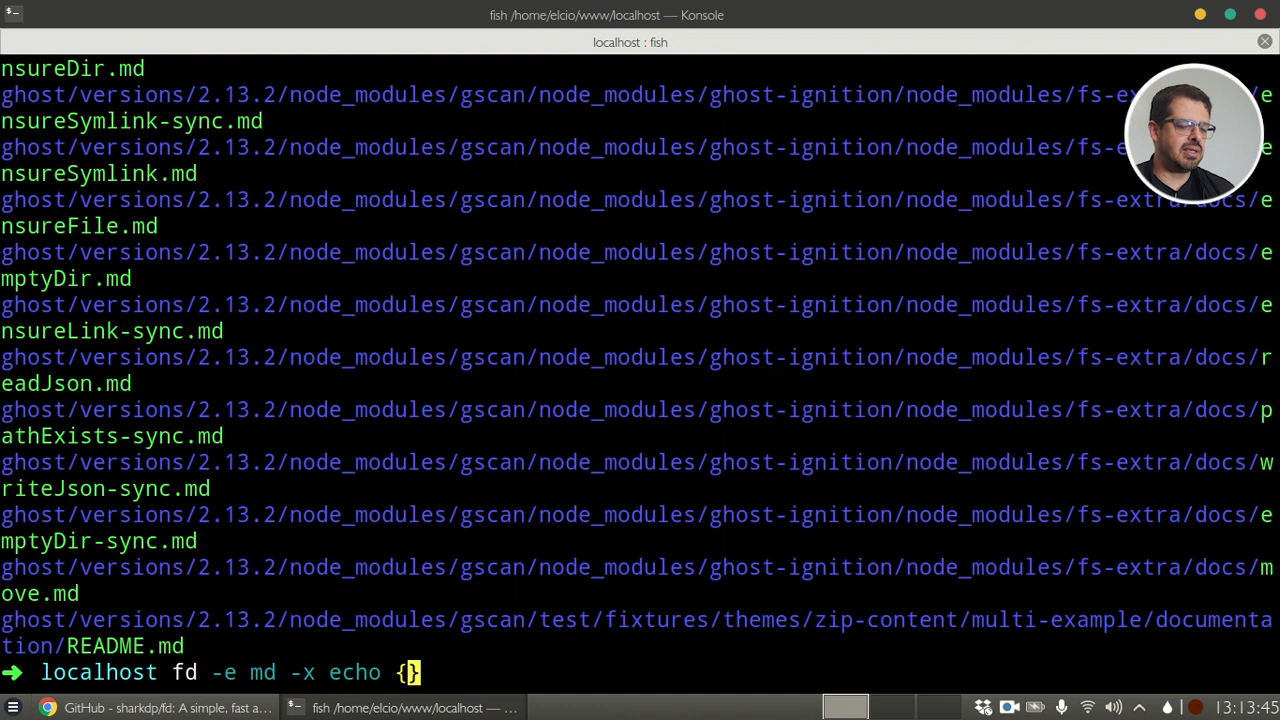 fish /home/elcio/www/localhost — Konsole
localhost : fish
nsureDir.md
ghost/versions/2.13.2/node_modules/gscan/node_modules/ghost-ignition/node_modules/fs-ex /e
nsureSymlink-sync.md
ghost/versions/2.13.2/node_modules/gscan/node_modules/ghost-ignition/node_modules/fs-e /e
nsureSymlink.md
ghost/versions/2.13.2/node_modules/gscan/node_modules/ghost-ignition/node_modules/fs-extra/docs/e
nsureFile.md
ghost/versions/2.13.2/node_modules/gscan/node_modules/ghost-ignition/node_modules/fs-extra/docs/e
mptyDir.md
ghost/versions/2.13.2/node_modules/gscan/node_modules/ghost-ignition/node_modules/fs-extra/docs/e
nsureLink-sync.md
ghost/versions/2.13.2/node_modules/gscan/node_modules/ghost-ignition/node_modules/fs-extra/docs/r
eadJson.md
ghost/versions/2.13.2/node_modules/gscan/node_modules/ghost-ignition/node_modules/fs-extra/docs/p
athExists-sync.md
ghost/versions/2.13.2/node_modules/gscan/node_modules/ghost-ignition/node_modules/fs-extra/docs/w
riteJson-sync.md
ghost/versions/2.13.2/node_modules/gscan/node_modules/ghost-ignition/node_modules/fs-extra/docs/e
mptyDir-sync.md
ghost/versions/2.13.2/node_modules/gscan/node_modules/ghost-ignition/node_modules/fs-extra/docs/m
ove.md
ghost/versions/2.13.2/node_modules/gscan/test/fixtures/themes/zip-content/multi-example/documenta
tion/README.md
➜ localhost fd -e md -x echo {}
GitHub - sharkdp/fd: A simple, fast a... fish /home/elcio/www/localhost — ... 13:13:45